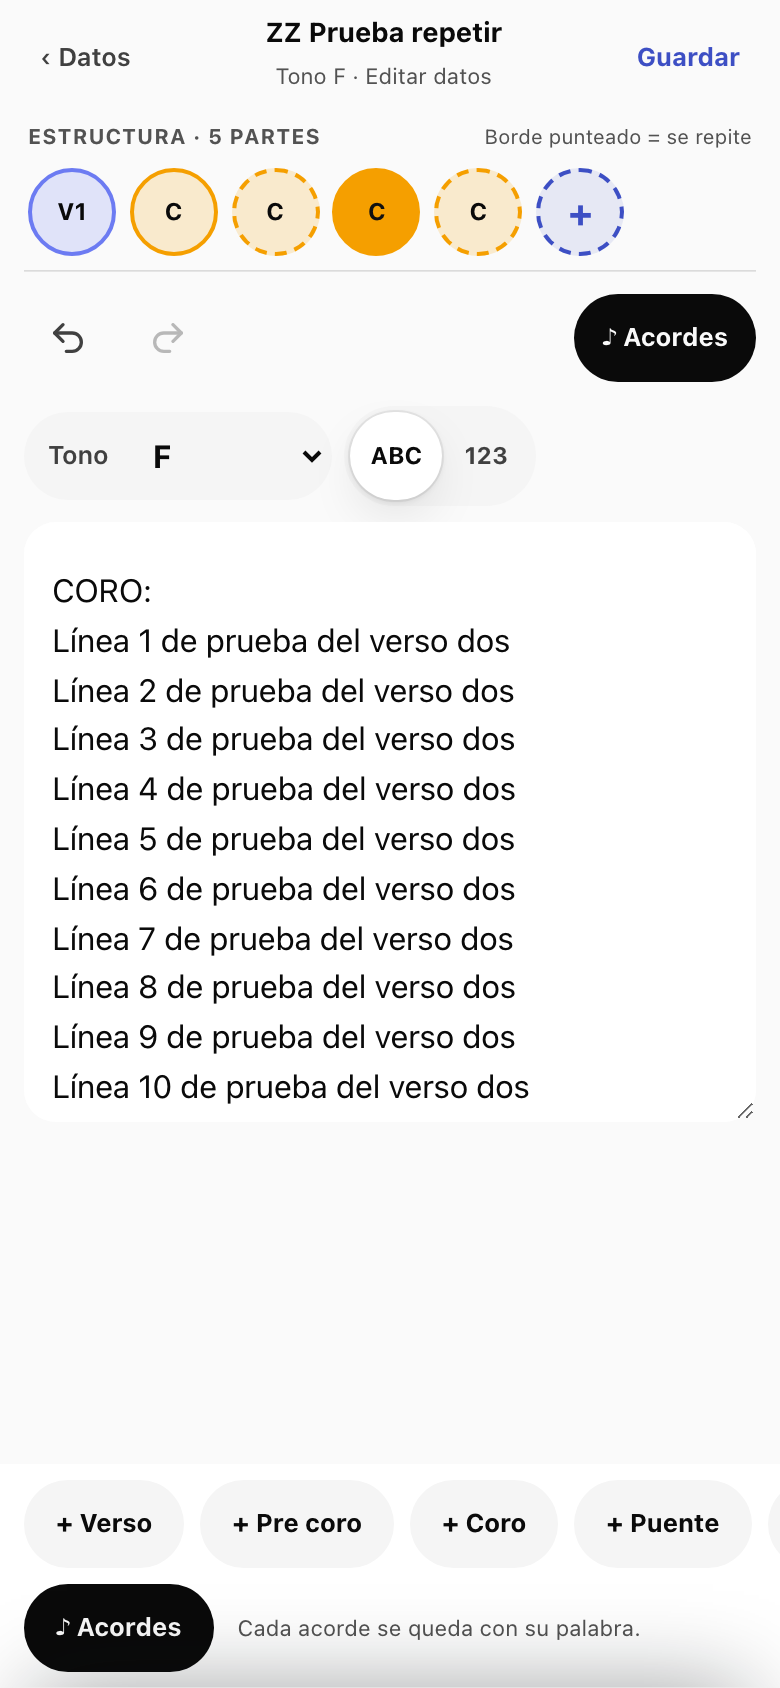 ZZ Prueba repetir
‹ Datos
Guardar
Tono F · Editar datos
ESTRUCTURA · 5 PARTES
Borde punteado = se repite
V1 C C C C +
♪ Acordes
Tono F ABC 123
CORO:
Línea 1 de prueba del verso dos
Línea 2 de prueba del verso dos
Línea 3 de prueba del verso dos
Línea 4 de prueba del verso dos
Línea 5 de prueba del verso dos
Línea 6 de prueba del verso dos
Línea 7 de prueba del verso dos
Línea 8 de prueba del verso dos
Línea 9 de prueba del verso dos
Línea 10 de prueba del verso dos
+ Verso + Pre coro + Coro + Puente
♪ Acordes Cada acorde se queda con su palabra.